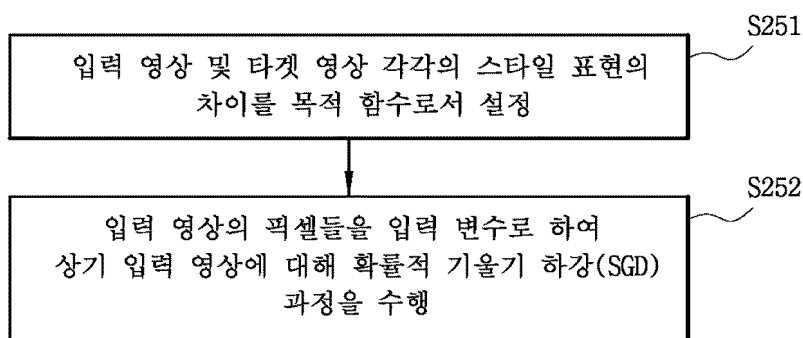 S251
입력 영상 및 타겟 영상 각각의 스타일 표현의
차이를 목적 함수로서 설정
S252
입력 영상의 픽셀들을 입력 변수로 하여
상기 입력 영상에 대해 확률적 기울기 하강(SGD)
과정을 수행